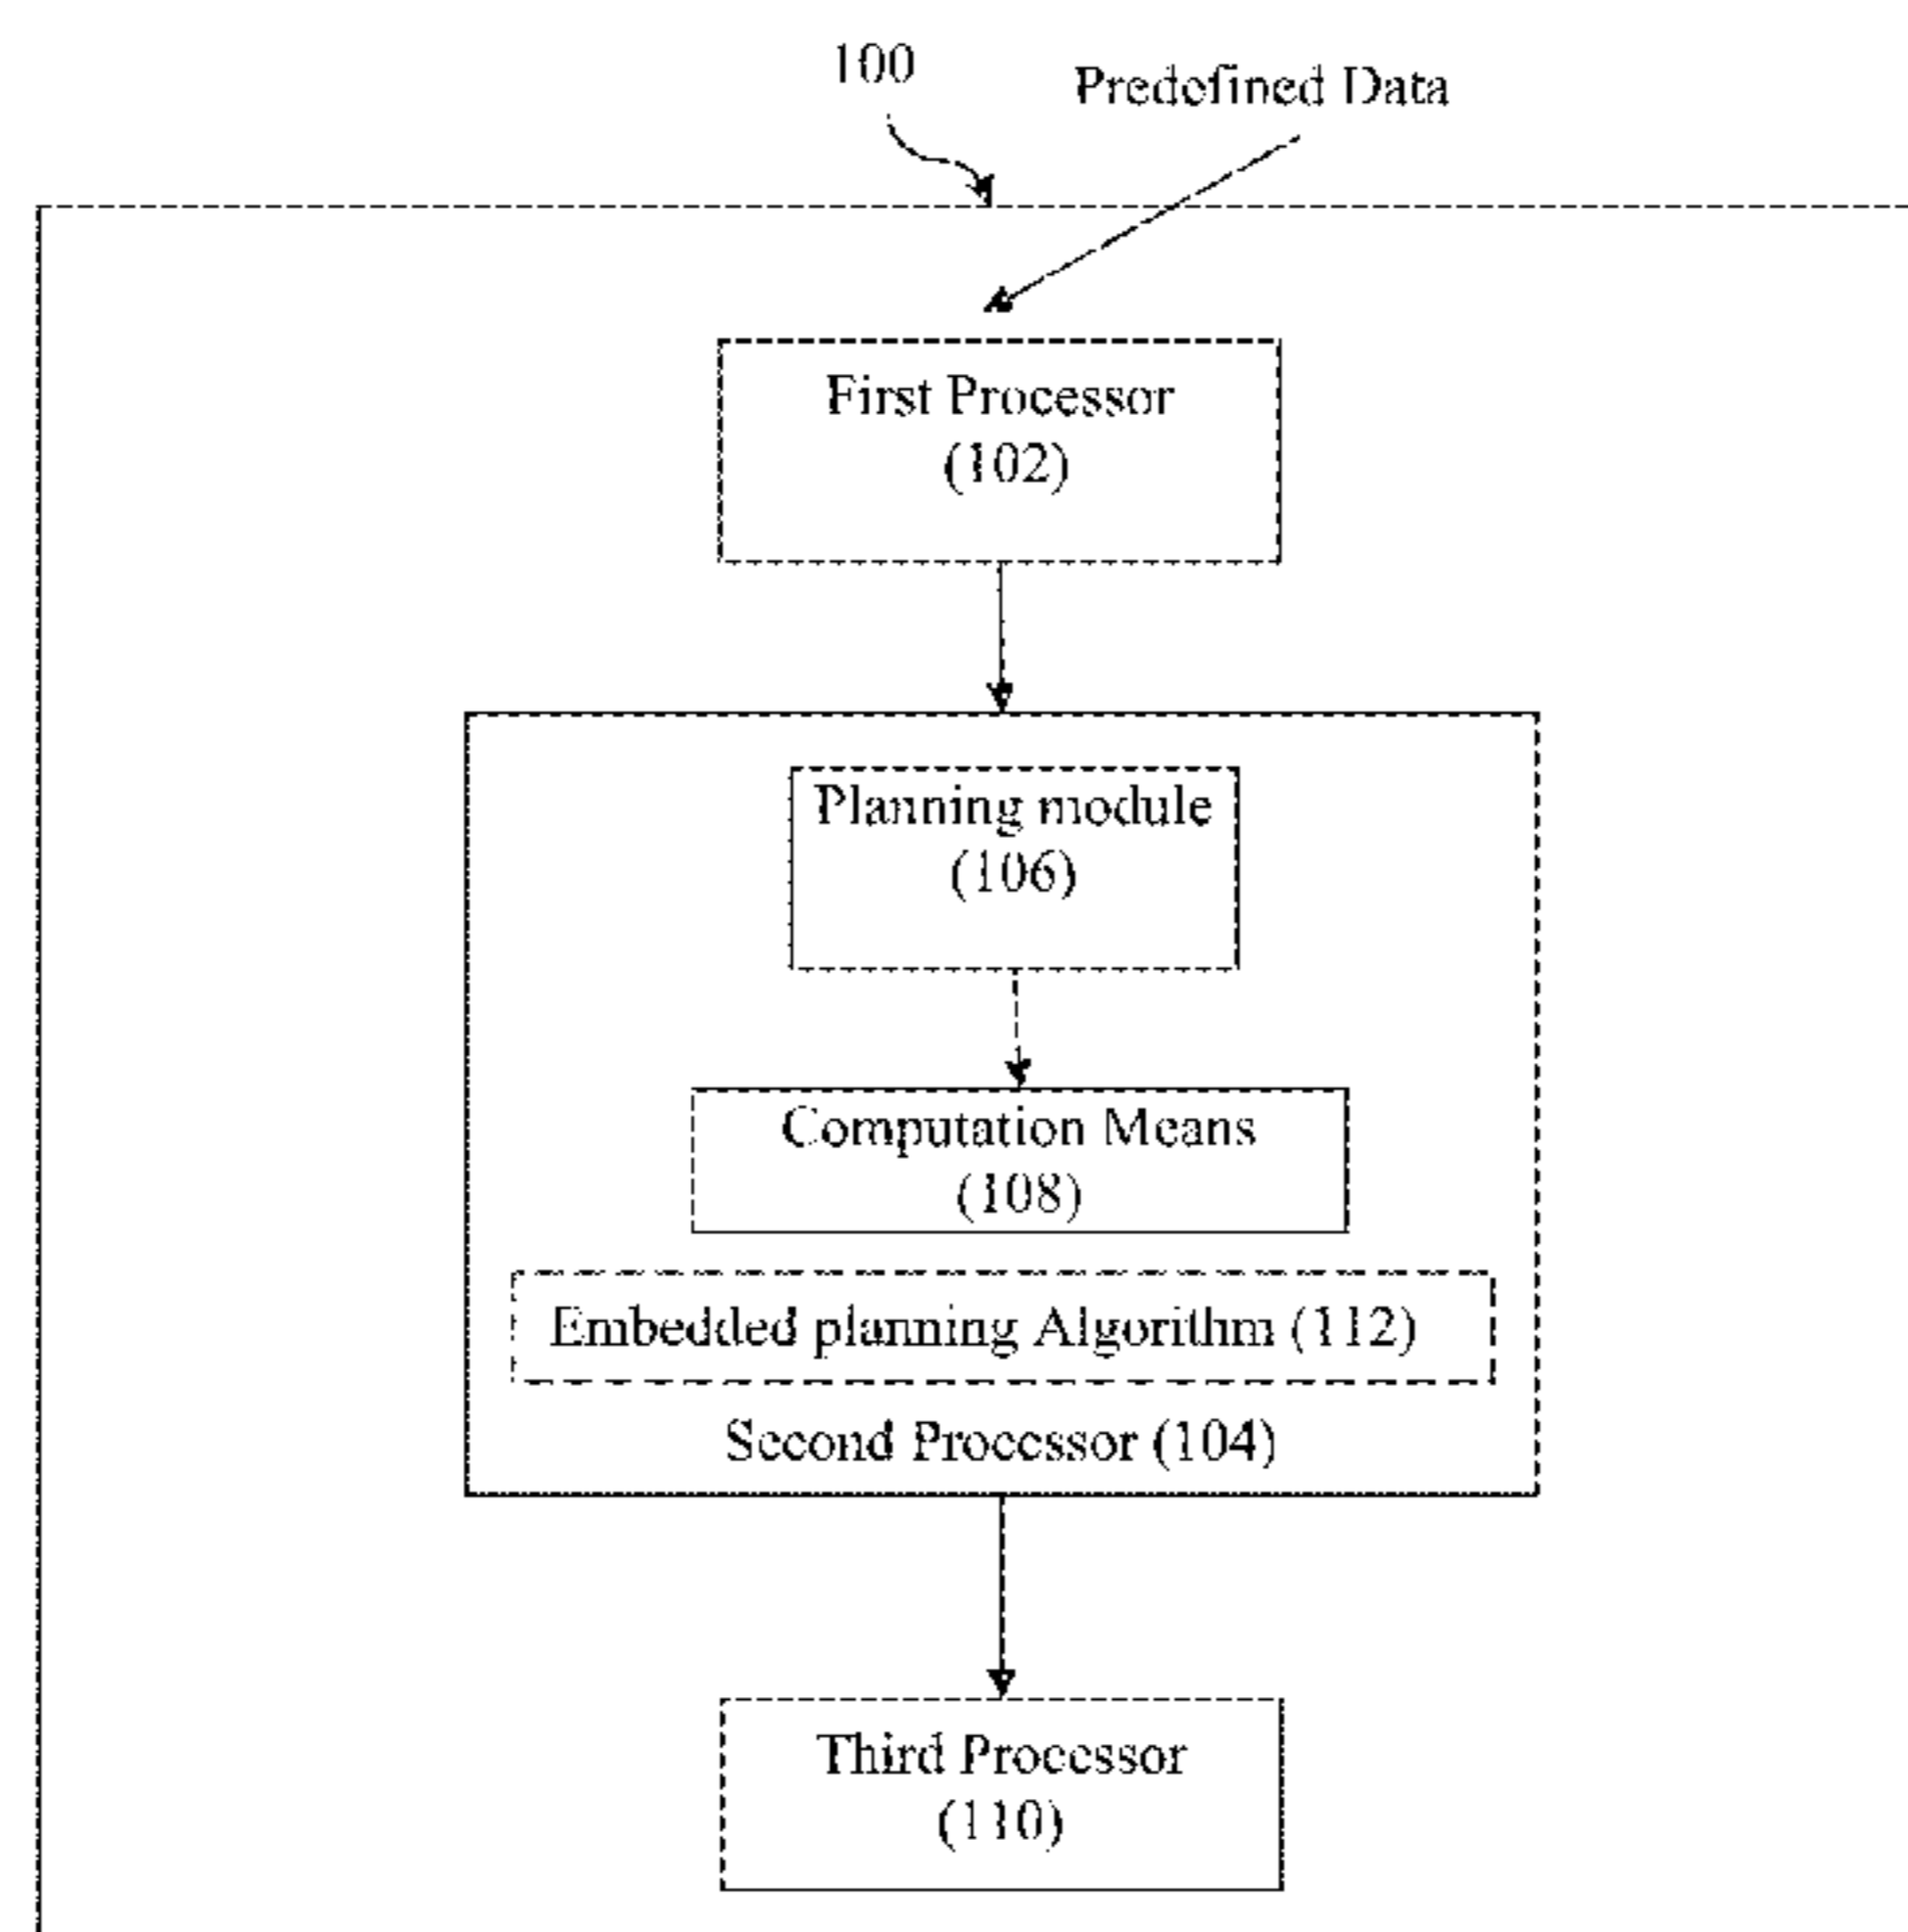 100
Predefined Data
First Processor
(102)
Planning module
(106)
Computation Means
(108)
Embedded planning Algorithm (112)
Second Processor (104)
Third Processor
(110)